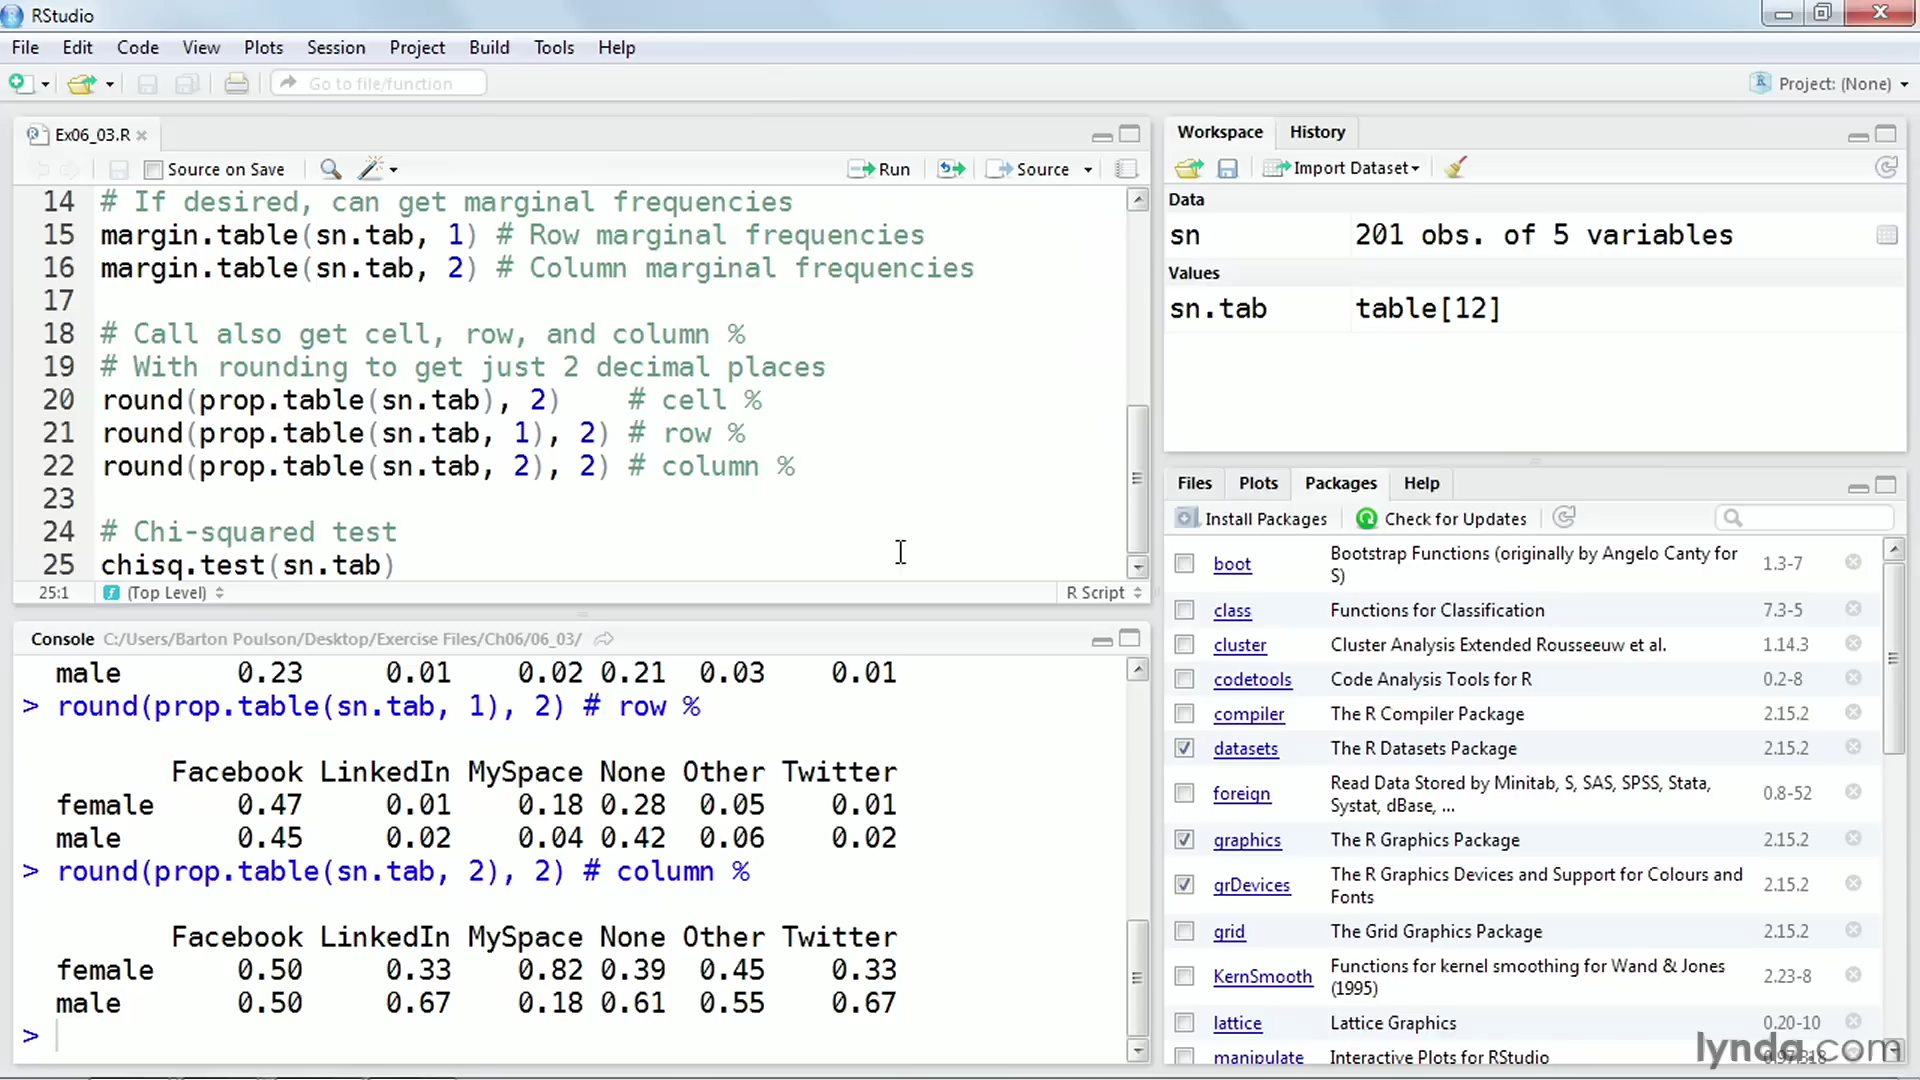 RStudio
File Edit Code View Plots Session Project Build Tools Help
Go to file/function
Project: (None)
Ex06_03.R
Source on Save
Run
Source
14 # If desired, can get marginal frequencies
15 margin.table(sn.tab, 1) # Row marginal frequencies
16 margin.table(sn.tab, 2) # Column marginal frequencies
17
18 # Call also get cell, row, and column %
19 # With rounding to get just 2 decimal places
20 round(prop.table(sn.tab), 2)    # cell %
21 round(prop.table(sn.tab, 1), 2) # row %
22 round(prop.table(sn.tab, 2), 2) # column %
23
24 # Chi-squared test
25 chisq.test(sn.tab)
25:1 (Top Level) R Script
Console C:/Users/Barton Poulson/Desktop/Exercise Files/Ch06/06_03/
male 0.23 0.01 0.02 0.21 0.03 0.01
> round(prop.table(sn.tab, 1), 2) # row %
Facebook LinkedIn MySpace None Other Twitter
female 0.47 0.01 0.18 0.28 0.05 0.01
male 0.45 0.02 0.04 0.42 0.06 0.02
> round(prop.table(sn.tab, 2), 2) # column %
Facebook LinkedIn MySpace None Other Twitter
female 0.50 0.33 0.82 0.39 0.45 0.33
male 0.50 0.67 0.18 0.61 0.55 0.67
>
Workspace History
Import Dataset
Data
sn 201 obs. of 5 variables
Values
sn.tab table[12]
Files Plots Packages Help
Install Packages Check for Updates
boot Bootstrap Functions (originally by Angelo Canty for S) 1.3-7
class Functions for Classification 7.3-5
cluster Cluster Analysis Extended Rousseeuw et al. 1.14.3
codetools Code Analysis Tools for R 0.2-8
compiler The R Compiler Package 2.15.2
datasets The R Datasets Package 2.15.2
foreign Read Data Stored by Minitab, S, SAS, SPSS, Stata, Systat, dBase, ... 0.8-52
graphics The R Graphics Package 2.15.2
grDevices The R Graphics Devices and Support for Colours and Fonts 2.15.2
grid The Grid Graphics Package 2.15.2
KernSmooth Functions for kernel smoothing for Wand & Jones (1995) 2.23-8
lattice Lattice Graphics 0.20-10
manipulate Interactive Plots for RStudio
lynda.com